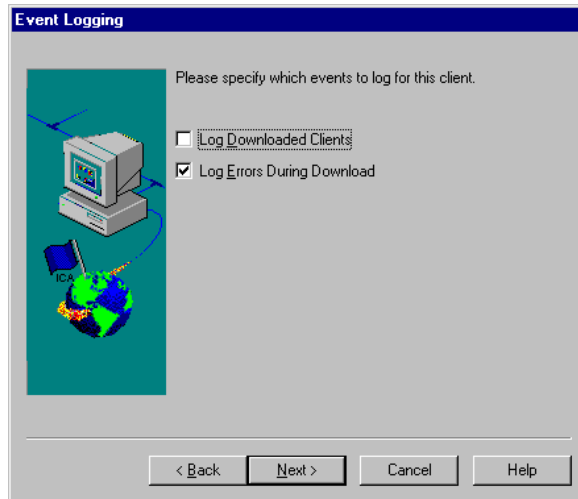 Event Logging
Please specify which events to log for this client.
Log Downloaded Clients
Log Errors During Download
ICA
< Back
Next >
Cancel
Help